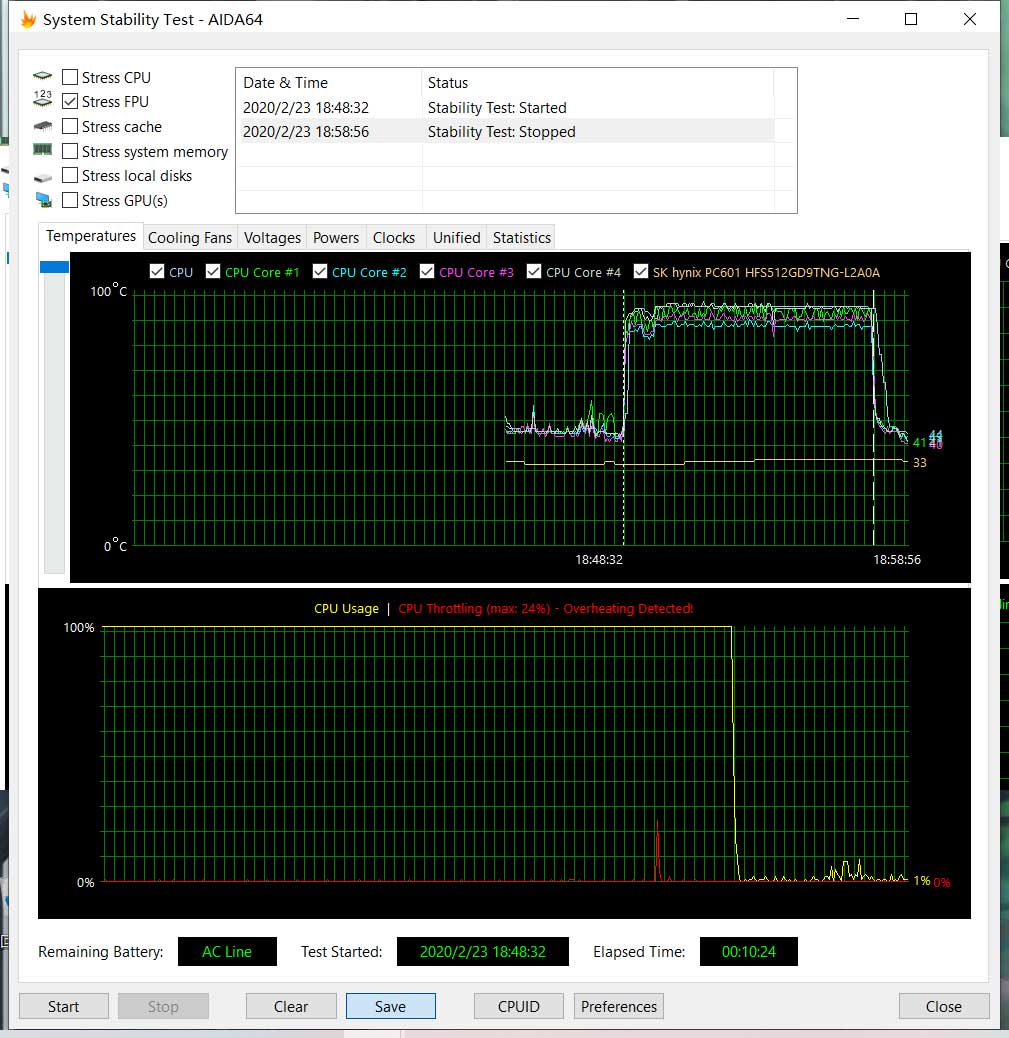 System Stability Test - AIDA64
Stress CPU
123
Stress FPU
Stress cache
Stress system memory
Stress local disks
Stress GPU(s)
Date & Time Status
2020/2/23 18:48:32 Stability Test: Started
2020/2/23 18:58:56 Stability Test: Stopped
Temperatures Cooling Fans Voltages Powers Clocks Unified Statistics
CPU CPU Core #1 CPU Core #2 CPU Core #3 CPU Core #4 SK hynix PC601 HFS512GD9TNG-L2A0A
100°C
41
33
0°C
18:48:32 18:58:56
CPU Usage | CPU Throttling (max: 24%) - Overheating Detected!
100%
0% 1% 0%
Remaining Battery: AC Line Test Started: 2020/2/23 18:48:32 Elapsed Time: 00:10:24
Start Stop Clear Save CPUID Preferences Close